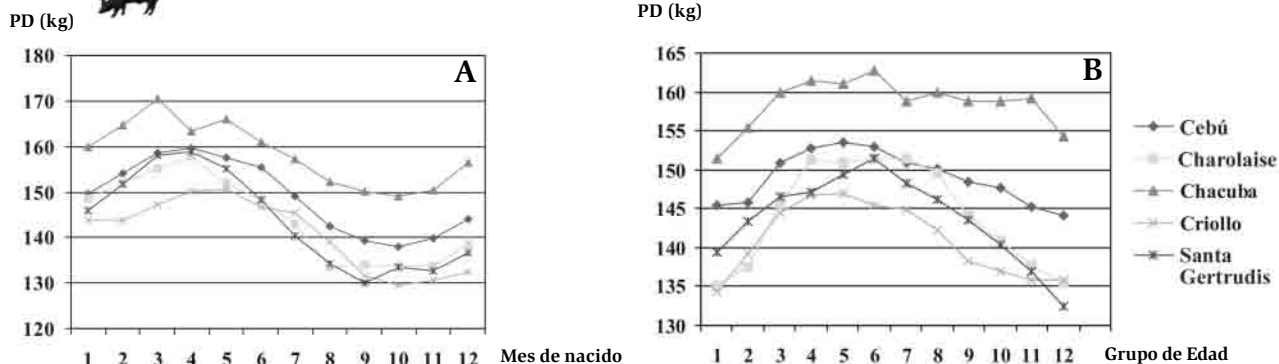 PD (kg)
A
180
170
160
150
140
130
120
1 2 3 4 5 6 7 8 9 10 11 12
Mes de nacido
PD (kg)
B
165
160
155
150
145
140
135
130
1 2 3 4 5 6 7 8 9 10 11 12
Grupo de Edad
Cebú
Charolaise
Chacuba
Criollo
Santa
Gertrudis